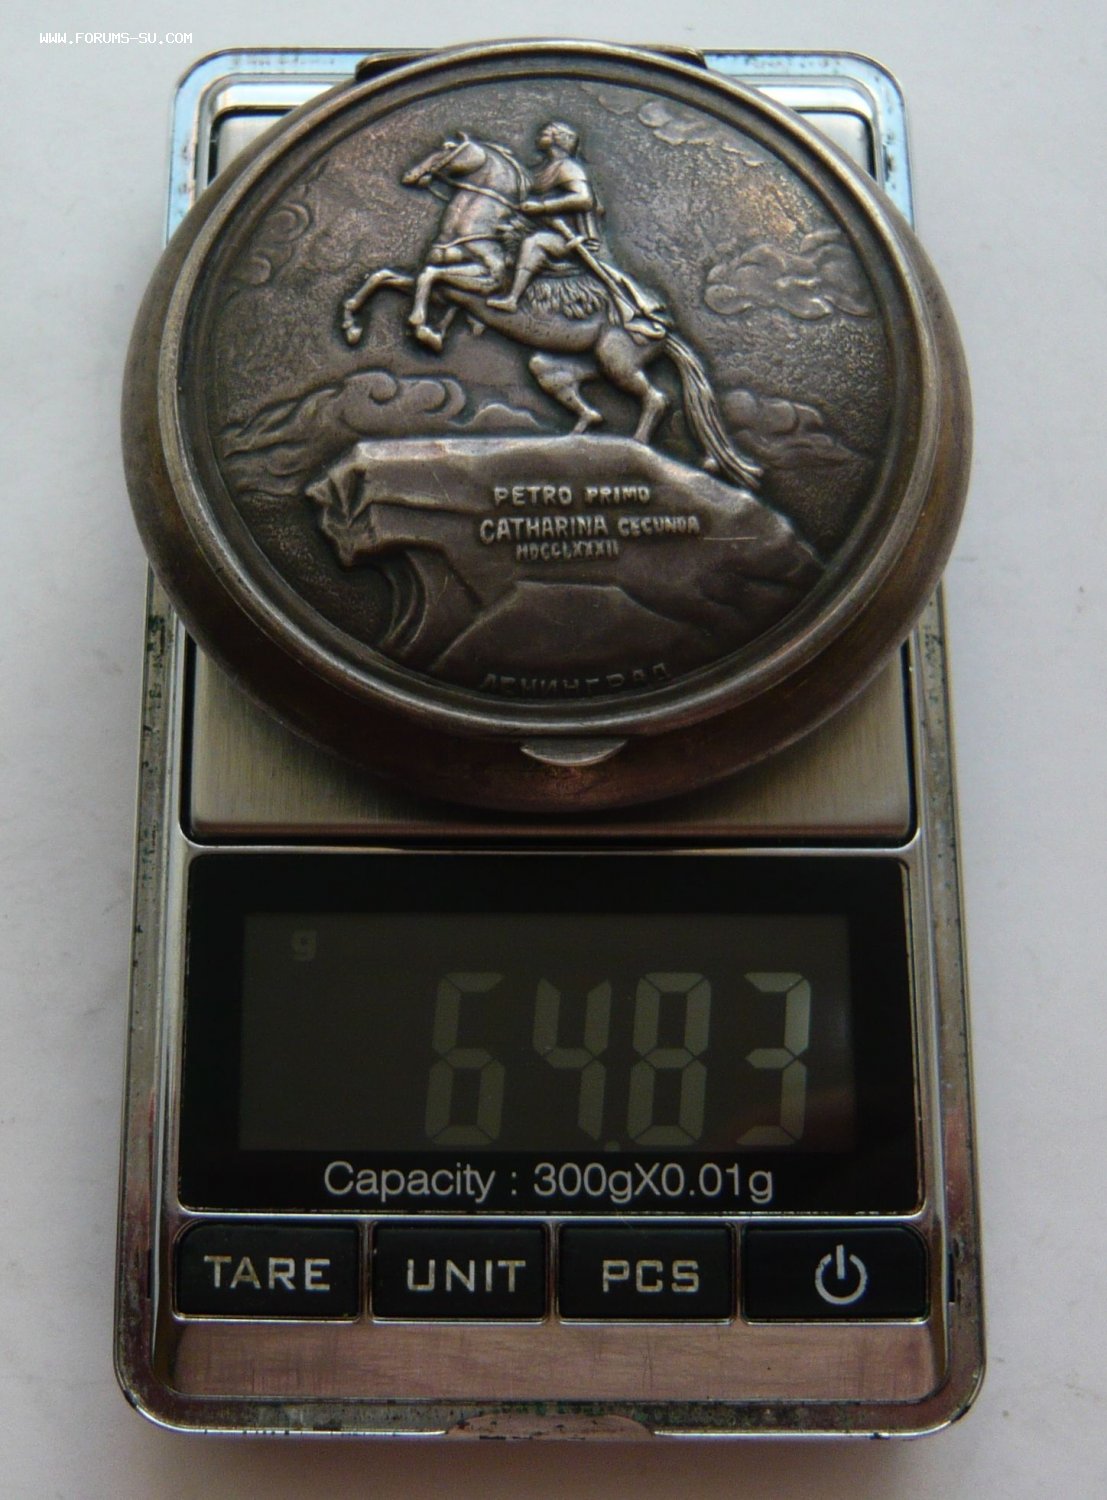 WWW.FORUMS-SU.COM
PETRO PRIMO
CATHARINA CECUNDA
MDCCLXXXII
ЛЕНИНГРАД
g
64.83
Capacity : 300gX0.01g
TARE UNIT PCS